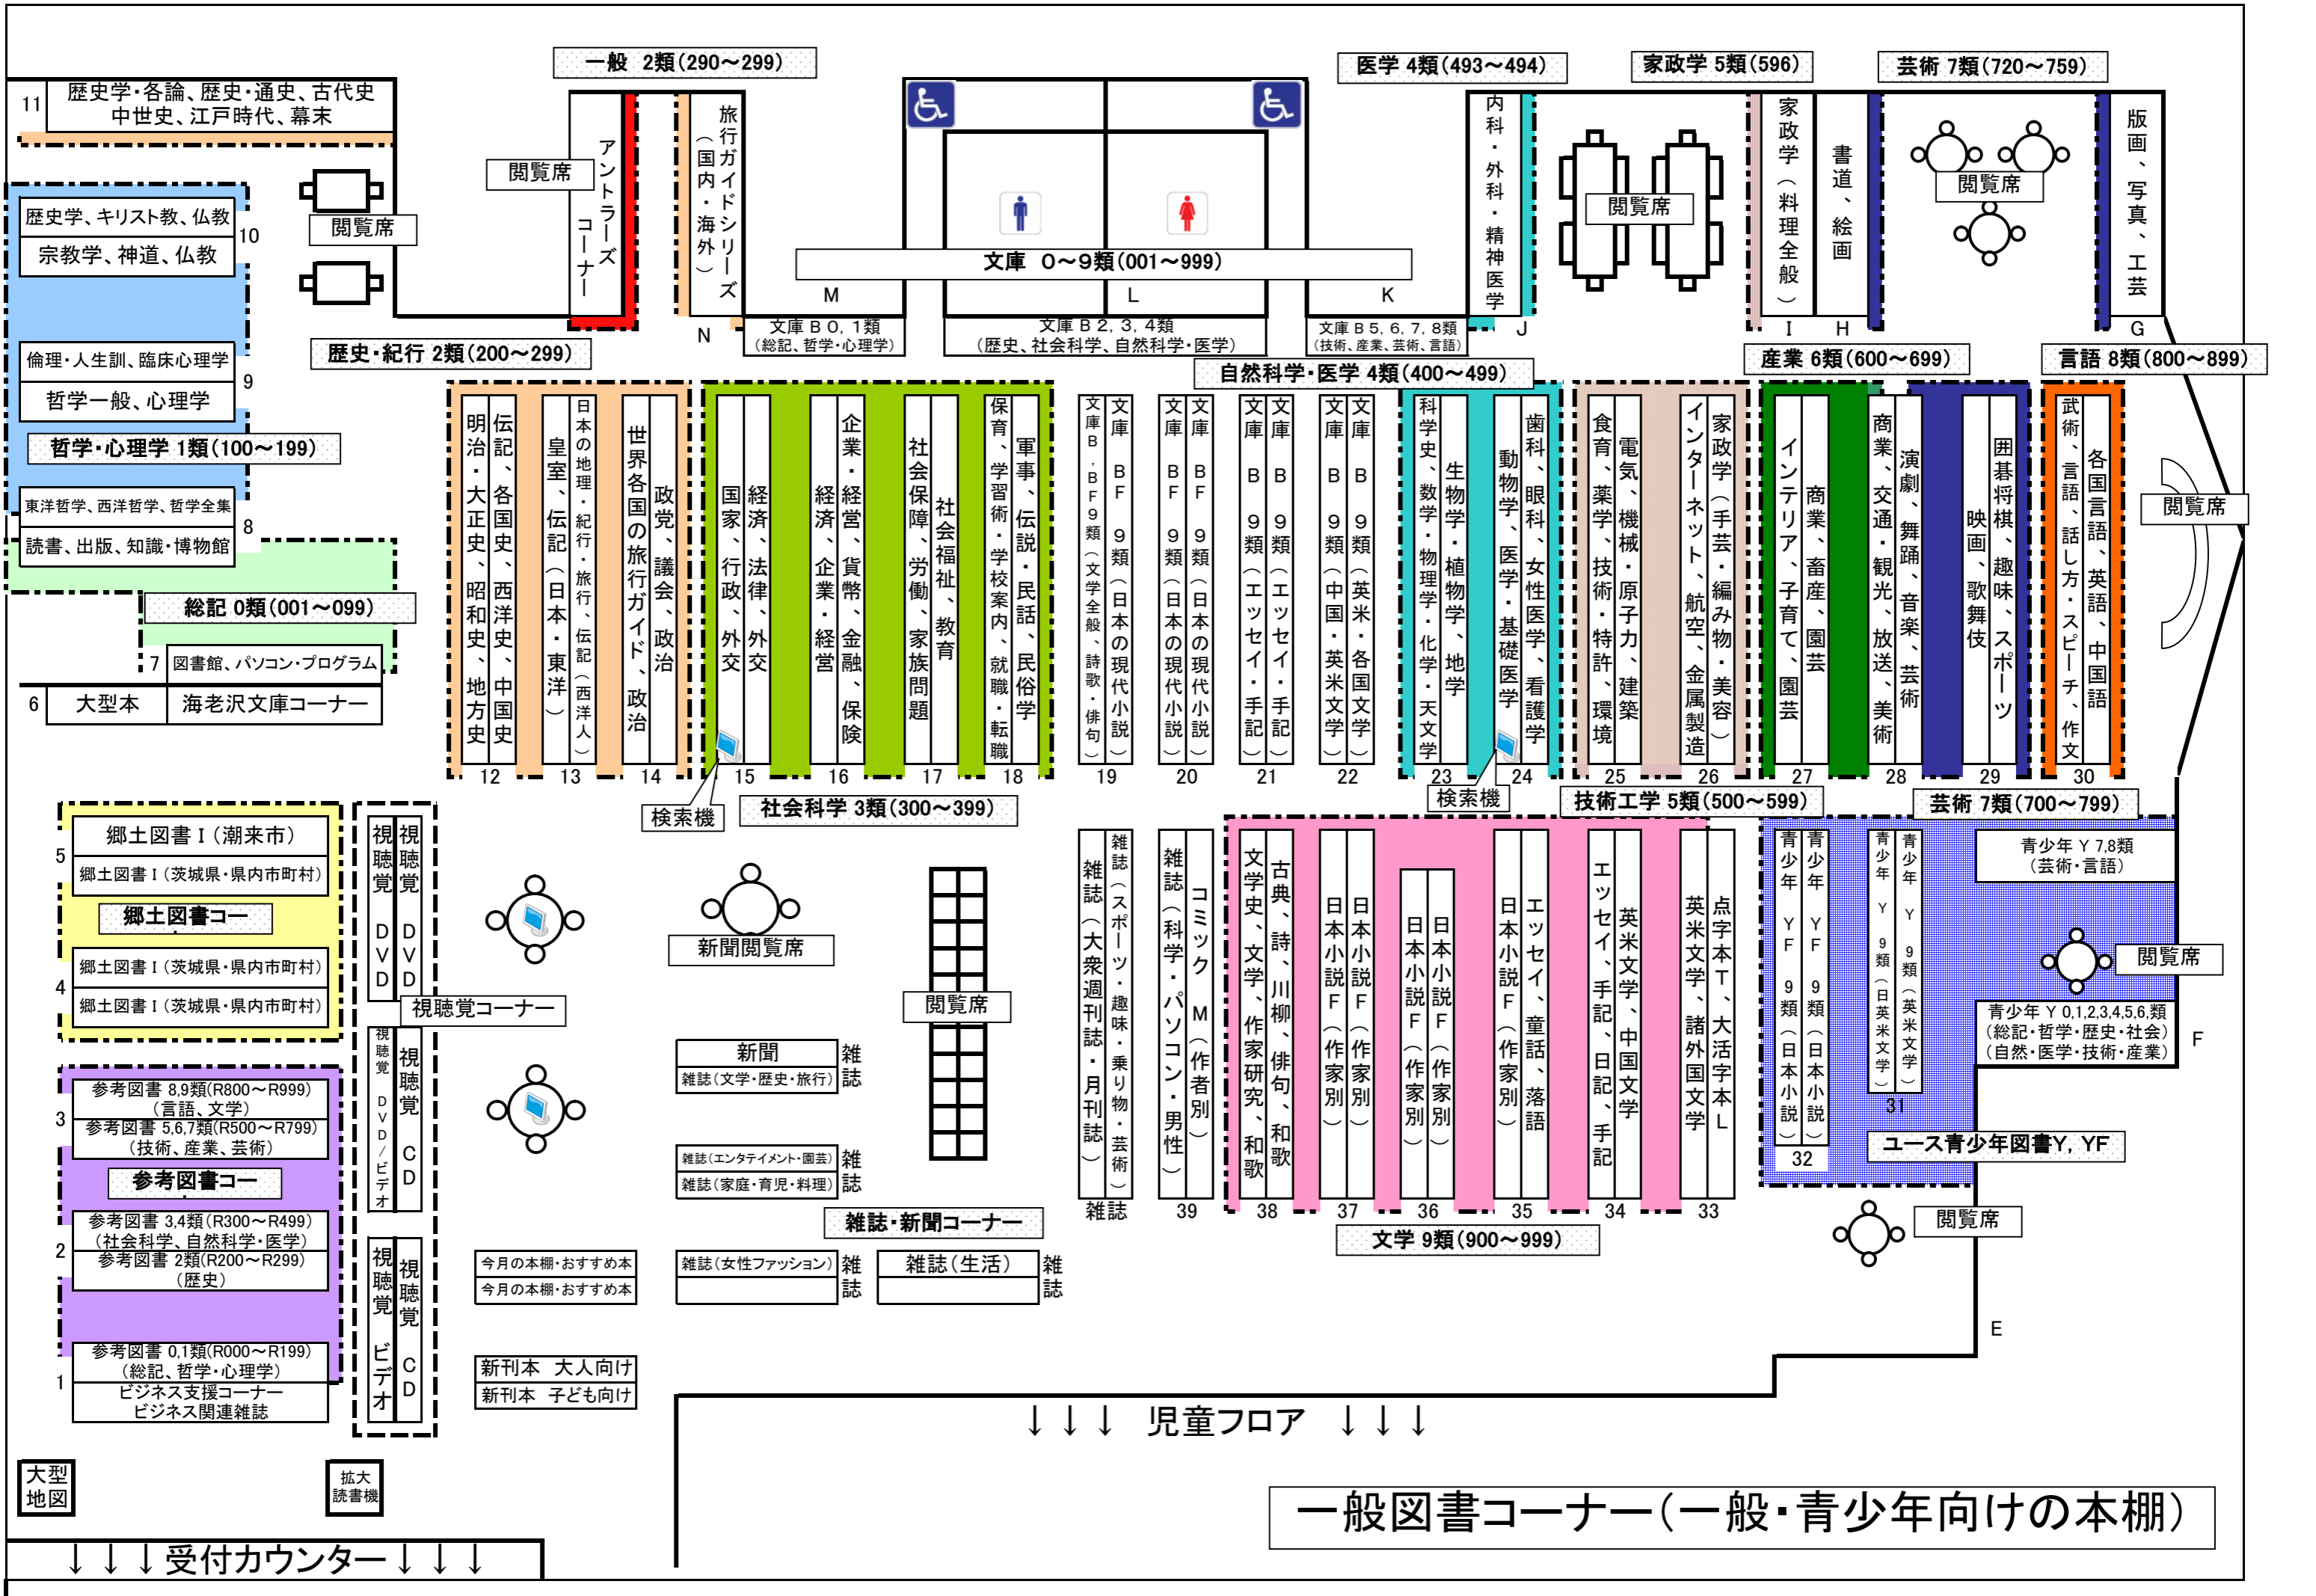 一般 2類(290～299)
医学 4類(493～494)
家政学 5類(596)
芸術 7類(720～759)
11
歴史学・各論、歴史・通史、古代史
中世史、江戸時代、幕末
閲覧席
アントラーズ
コーナー
旅行ガイドシリーズ
（国内・海外）
N
内科・外科・精神医学
J
閲覧席
家政学（料理全般）
I
書道、絵画
H
閲覧席
版画、写真、工芸
G
歴史学、キリスト教、仏教
宗教学、神道、仏教
10
閲覧席
文庫 0～9類(001～999)
M
L
K
文庫 B 0, 1類
（総記、哲学・心理学）
文庫 B 2, 3, 4類
（歴史、社会科学、自然科学・医学）
文庫 B 5, 6, 7, 8類
（技術、産業、芸術、言語）
倫理・人生訓、臨床心理学
哲学一般、心理学
9
哲学・心理学 1類(100～199)
東洋哲学、西洋哲学、哲学全集
読書、出版、知識・博物館
8
総記 0類(001～099)
7
図書館、パソコン・プログラム
6
大型本
海老沢文庫コーナー
歴史・紀行 2類(200～299)
自然科学・医学 4類(400～499)
産業 6類(600～699)
言語 8類(800～899)
閲覧席
明治・大正史、昭和史、地方史
伝記、各国史、西洋史、中国史
12
皇室、伝記（日本・東洋）
日本の地理・紀行・旅行、伝記（西洋人）
13
世界各国の旅行ガイド、政治
政党、議会、政治
14
国家、行政、外交
経済、法律、外交
15
経済、企業・経営
企業・経営、貨幣、金融、保険
16
社会保障、労働、家族問題
社会福祉、教育
17
保育、学習術・学校案内、就職・転職
軍事、伝説・民話、民俗学
18
文庫B，BF9類（文学全般、詩歌・俳句）
文庫 BF 9類（日本の現代小説）
19
文庫 BF 9類（日本の現代小説）
文庫 BF 9類（日本の現代小説）
20
文庫 B 9類（エッセイ・手記）
文庫 B 9類（エッセイ・手記）
21
文庫 B 9類（中国・英米文学）
文庫 B 9類（英米・各国文学）
22
科学史、数学・物理学・化学・天文学
生物学・植物学、地学
23
動物学、医学・基礎医学
歯科、眼科、女性医学、看護学
24
食育、薬学、技術・特許、環境
電気、機械・原子力、建築
25
インターネット、航空、金属製造
家政学（手芸・編み物・美容）
26
インテリア、子育て、園芸
商業、畜産、園芸
27
商業、交通・観光、放送、美術
演劇、舞踊、音楽、芸術
28
映画、歌舞伎
囲碁将棋、趣味、スポーツ
29
武術、言語、話し方・スピーチ、作文
各国言語、英語、中国語
30
検索機
社会科学 3類(300～399)
検索機
技術工学 5類(500～599)
芸術 7類(700～799)
5
郷土図書 I （潮来市）
郷土図書 I （茨城県・県内市町村）
郷土図書コー
4
郷土図書 I （茨城県・県内市町村）
郷土図書 I （茨城県・県内市町村）
3
参考図書 8,9類(R800～R999)
（言語、文学）
参考図書 5,6,7類(R500～R799)
（技術、産業、芸術）
参考図書コー
2
参考図書 3,4類(R300～R499)
（社会科学、自然科学・医学）
参考図書 2類(R200～R299)
（歴史）
1
参考図書 0,1類(R000～R199)
（総記、哲学・心理学）
ビジネス支援コーナー
ビジネス関連雑誌
視聴覚 DVD
視聴覚 DVD
視聴覚 DVD/ビデオ
視聴覚 CD
視聴覚 ビデオ
視聴覚 CD
視聴覚コーナー
新聞閲覧席
閲覧席
新聞
雑誌（文学・歴史・旅行）
雑誌
雑誌（エンタテイメント・園芸）
雑誌（家庭・育児・料理）
雑誌
雑誌・新聞コーナー
今月の本棚・おすすめ本
今月の本棚・おすすめ本
雑誌（女性ファッション）
雑誌
雑誌（生活）
雑誌
新刊本 大人向け
新刊本 子ども向け
雑誌（大衆週刊誌・月刊誌）
雑誌（スポーツ・趣味・乗り物・芸術）
雑誌
雑誌（科学・パソコン・男性）
コミック M（作者別）
39
文学史、文学、作家研究、和歌
古典、詩、川柳、俳句、和歌
38
日本小説F（作家別）
日本小説F（作家別）
37
日本小説F（作家別）
日本小説F（作家別）
36
日本小説F（作家別）
エッセイ、童話、落語
35
エッセイ、手記、日記、手記
英米文学、中国文学
34
英米文学、諸外国文学
点字本T、大活字本L
33
文学 9類(900～999)
青少年 YF 9類（日本小説）
青少年 YF 9類（日本小説）
32
青少年 Y 9類（日英米文学）
青少年 Y 9類（英米文学）
31
青少年 Y 7,8類
（芸術・言語）
閲覧席
青少年 Y 0,1,2,3,4,5,6,類
（総記・哲学・歴史・社会）
（自然・医学・技術・産業）
F
ユース青少年図書Y, YF
閲覧席
E
↓ ↓ ↓ 児童フロア ↓ ↓ ↓
大型
地図
拡大
読書機
一般図書コーナー（一般・青少年向けの本棚）
↓ ↓ ↓ 受付カウンター ↓ ↓ ↓